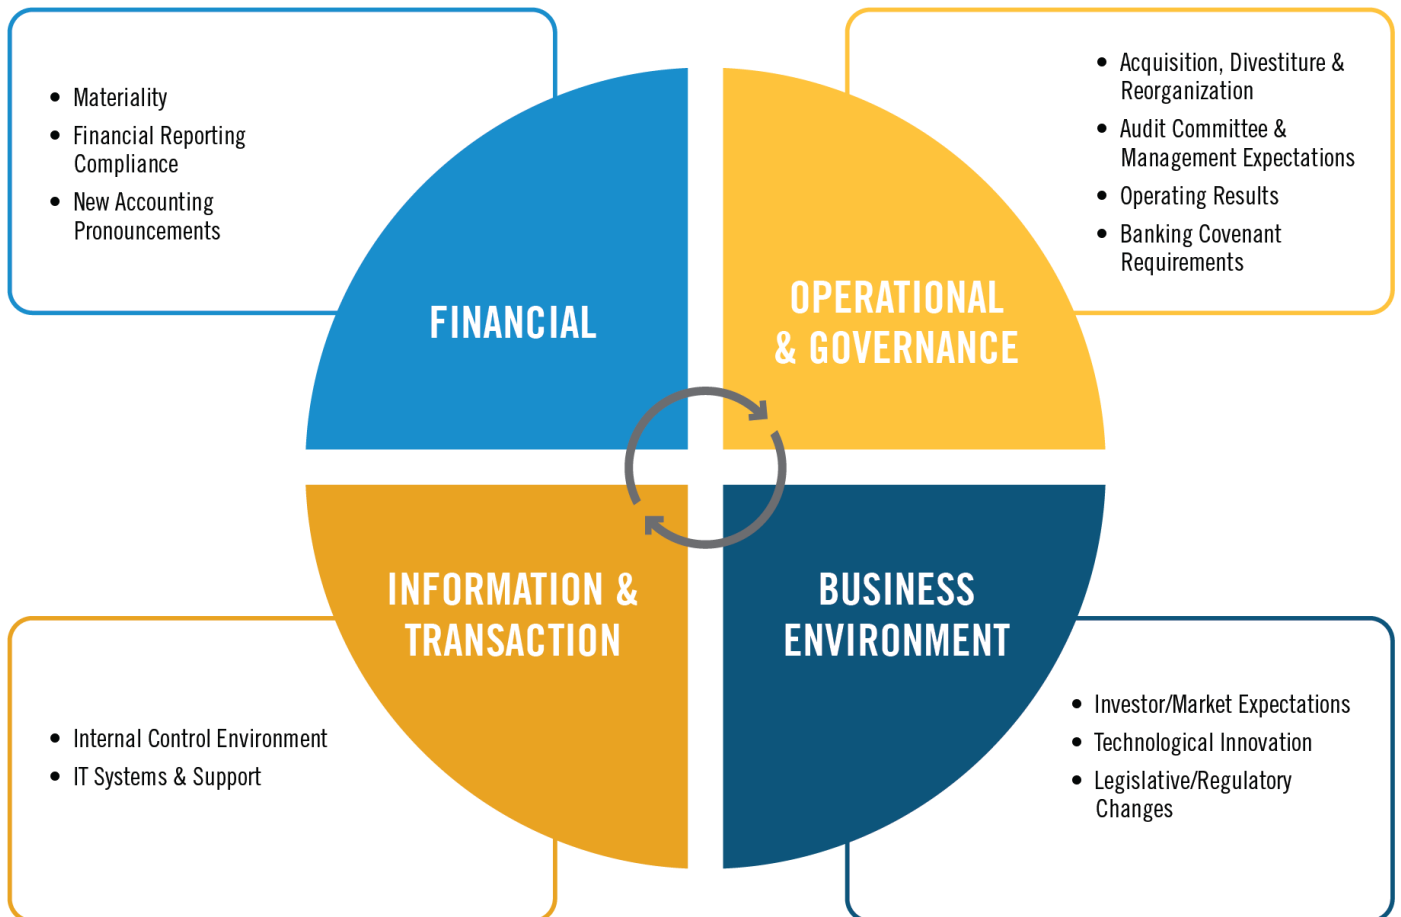 • Materiality
• Financial Reporting
Compliance
• New Accounting
Pronouncements
FINANCIAL
• Acquisition, Divestiture &
Reorganization
• Audit Committee &
Management Expectations
• Operating Results
• Banking Covenant
Requirements
OPERATIONAL
& GOVERNANCE
INFORMATION &
TRANSACTION
• Internal Control Environment
• IT Systems & Support
BUSINESS
ENVIRONMENT
• Investor/Market Expectations
• Technological Innovation
• Legislative/Regulatory
Changes